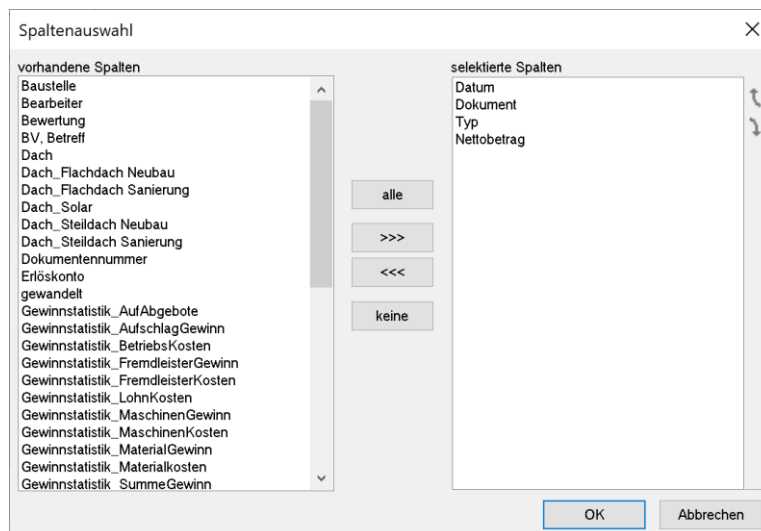 Spaltenauswahl
vorhandene Spalten
Baustelle
Bearbeiter
Bewertung
BV, Betreff
Dach
Dach_Flachdach Neubau
Dach_Flachdach Sanierung
Dach_Solar
Dach_Steildach Neubau
Dach_Steildach Sanierung
Dokumentennummer
Erlöskonto
gewandelt
Gewinnstatistik_AufAbgebote
Gewinnstatistik_AufschlagGewinn
Gewinnstatistik_BetriebsKosten
Gewinnstatistik_FremdleisterGewinn
Gewinnstatistik_FremdleisterKosten
Gewinnstatistik_LohnKosten
Gewinnstatistik_MaschinenGewinn
Gewinnstatistik_MaschinenKosten
Gewinnstatistik_MaterialGewinn
Gewinnstatistik_Materialkosten
Gewinnstatistik_SummeGewinn
alle
>>>
<<<
keine
selektierte Spalten
Datum
Dokument
Typ
Nettobetrag
OK
Abbrechen